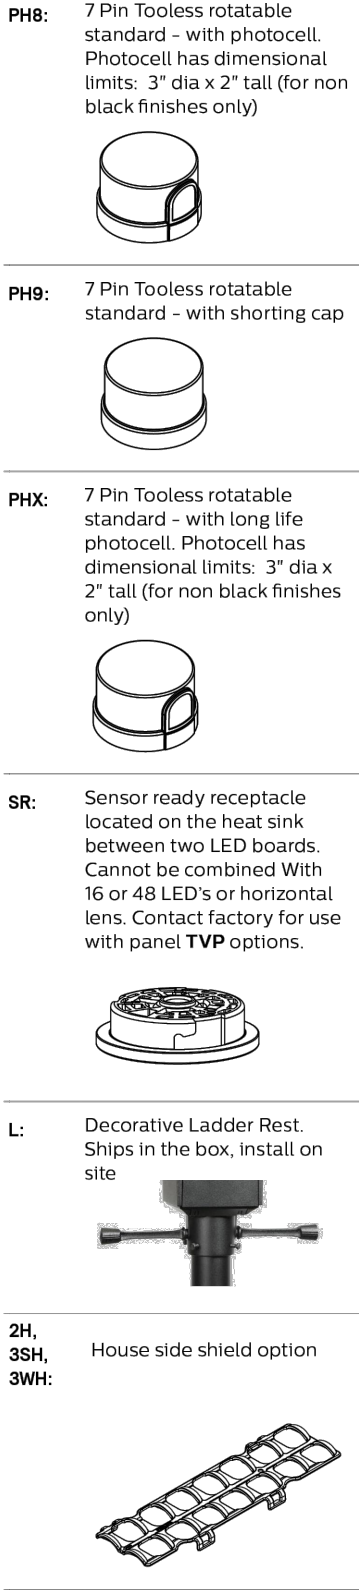 PH8: 7 Pin Tooless rotatable
standard - with photocell.
Photocell has dimensional
limits: 3" dia x 2" tall (for non
black finishes only)
PH9: 7 Pin Tooless rotatable
standard - with shorting cap
PHX: 7 Pin Tooless rotatable
standard - with long life
photocell. Photocell has
dimensional limits: 3" dia x
2" tall (for non black finishes
only)
SR: Sensor ready receptacle
located on the heat sink
between two LED boards.
Cannot be combined With
16 or 48 LED's or horizontal
lens. Contact factory for use
with panel TVP options.
L: Decorative Ladder Rest.
Ships in the box, install on
site
2H,
3SH, House side shield option
3WH: